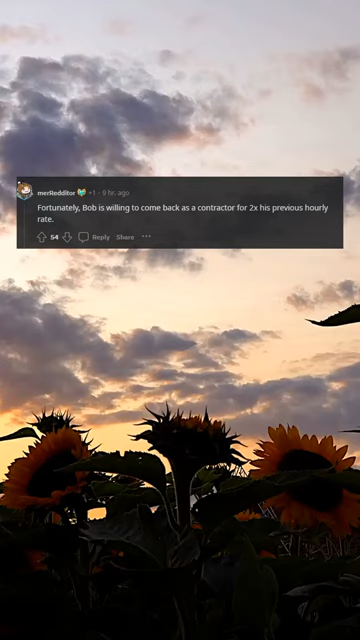 merRedditor +1 · 9 hr. ago
Fortunately, Bob is willing to come back as a contractor for 2x his previous hourly
rate.
54 Reply Share ...